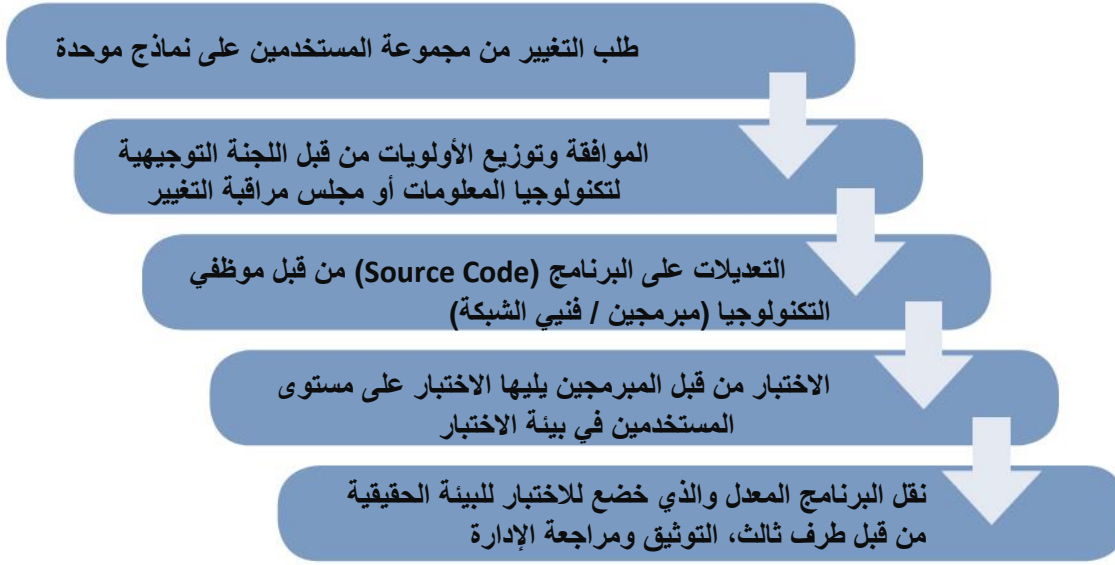 طلب التغيير من مجموعة المستخدمين على نماذج موحدة
الموافقة وتوزيع الأولويات من قبل اللجنة التوجيهية
لتكنولوجيا المعلومات أو مجلس مراقبة التغيير
التعديلات على البرنامج (Source Code) من قبل موظفي
التكنولوجيا (مبرمجين / فنيي الشبكة)
الاختبار من قبل المبرمجين يليها الاختبار على مستوى
المستخدمين في بيئة الاختبار
نقل البرنامج المعدل والذي خضع للاختبار للبيئة الحقيقية
من قبل طرف ثالث، التوثيق ومراجعة الإدارة